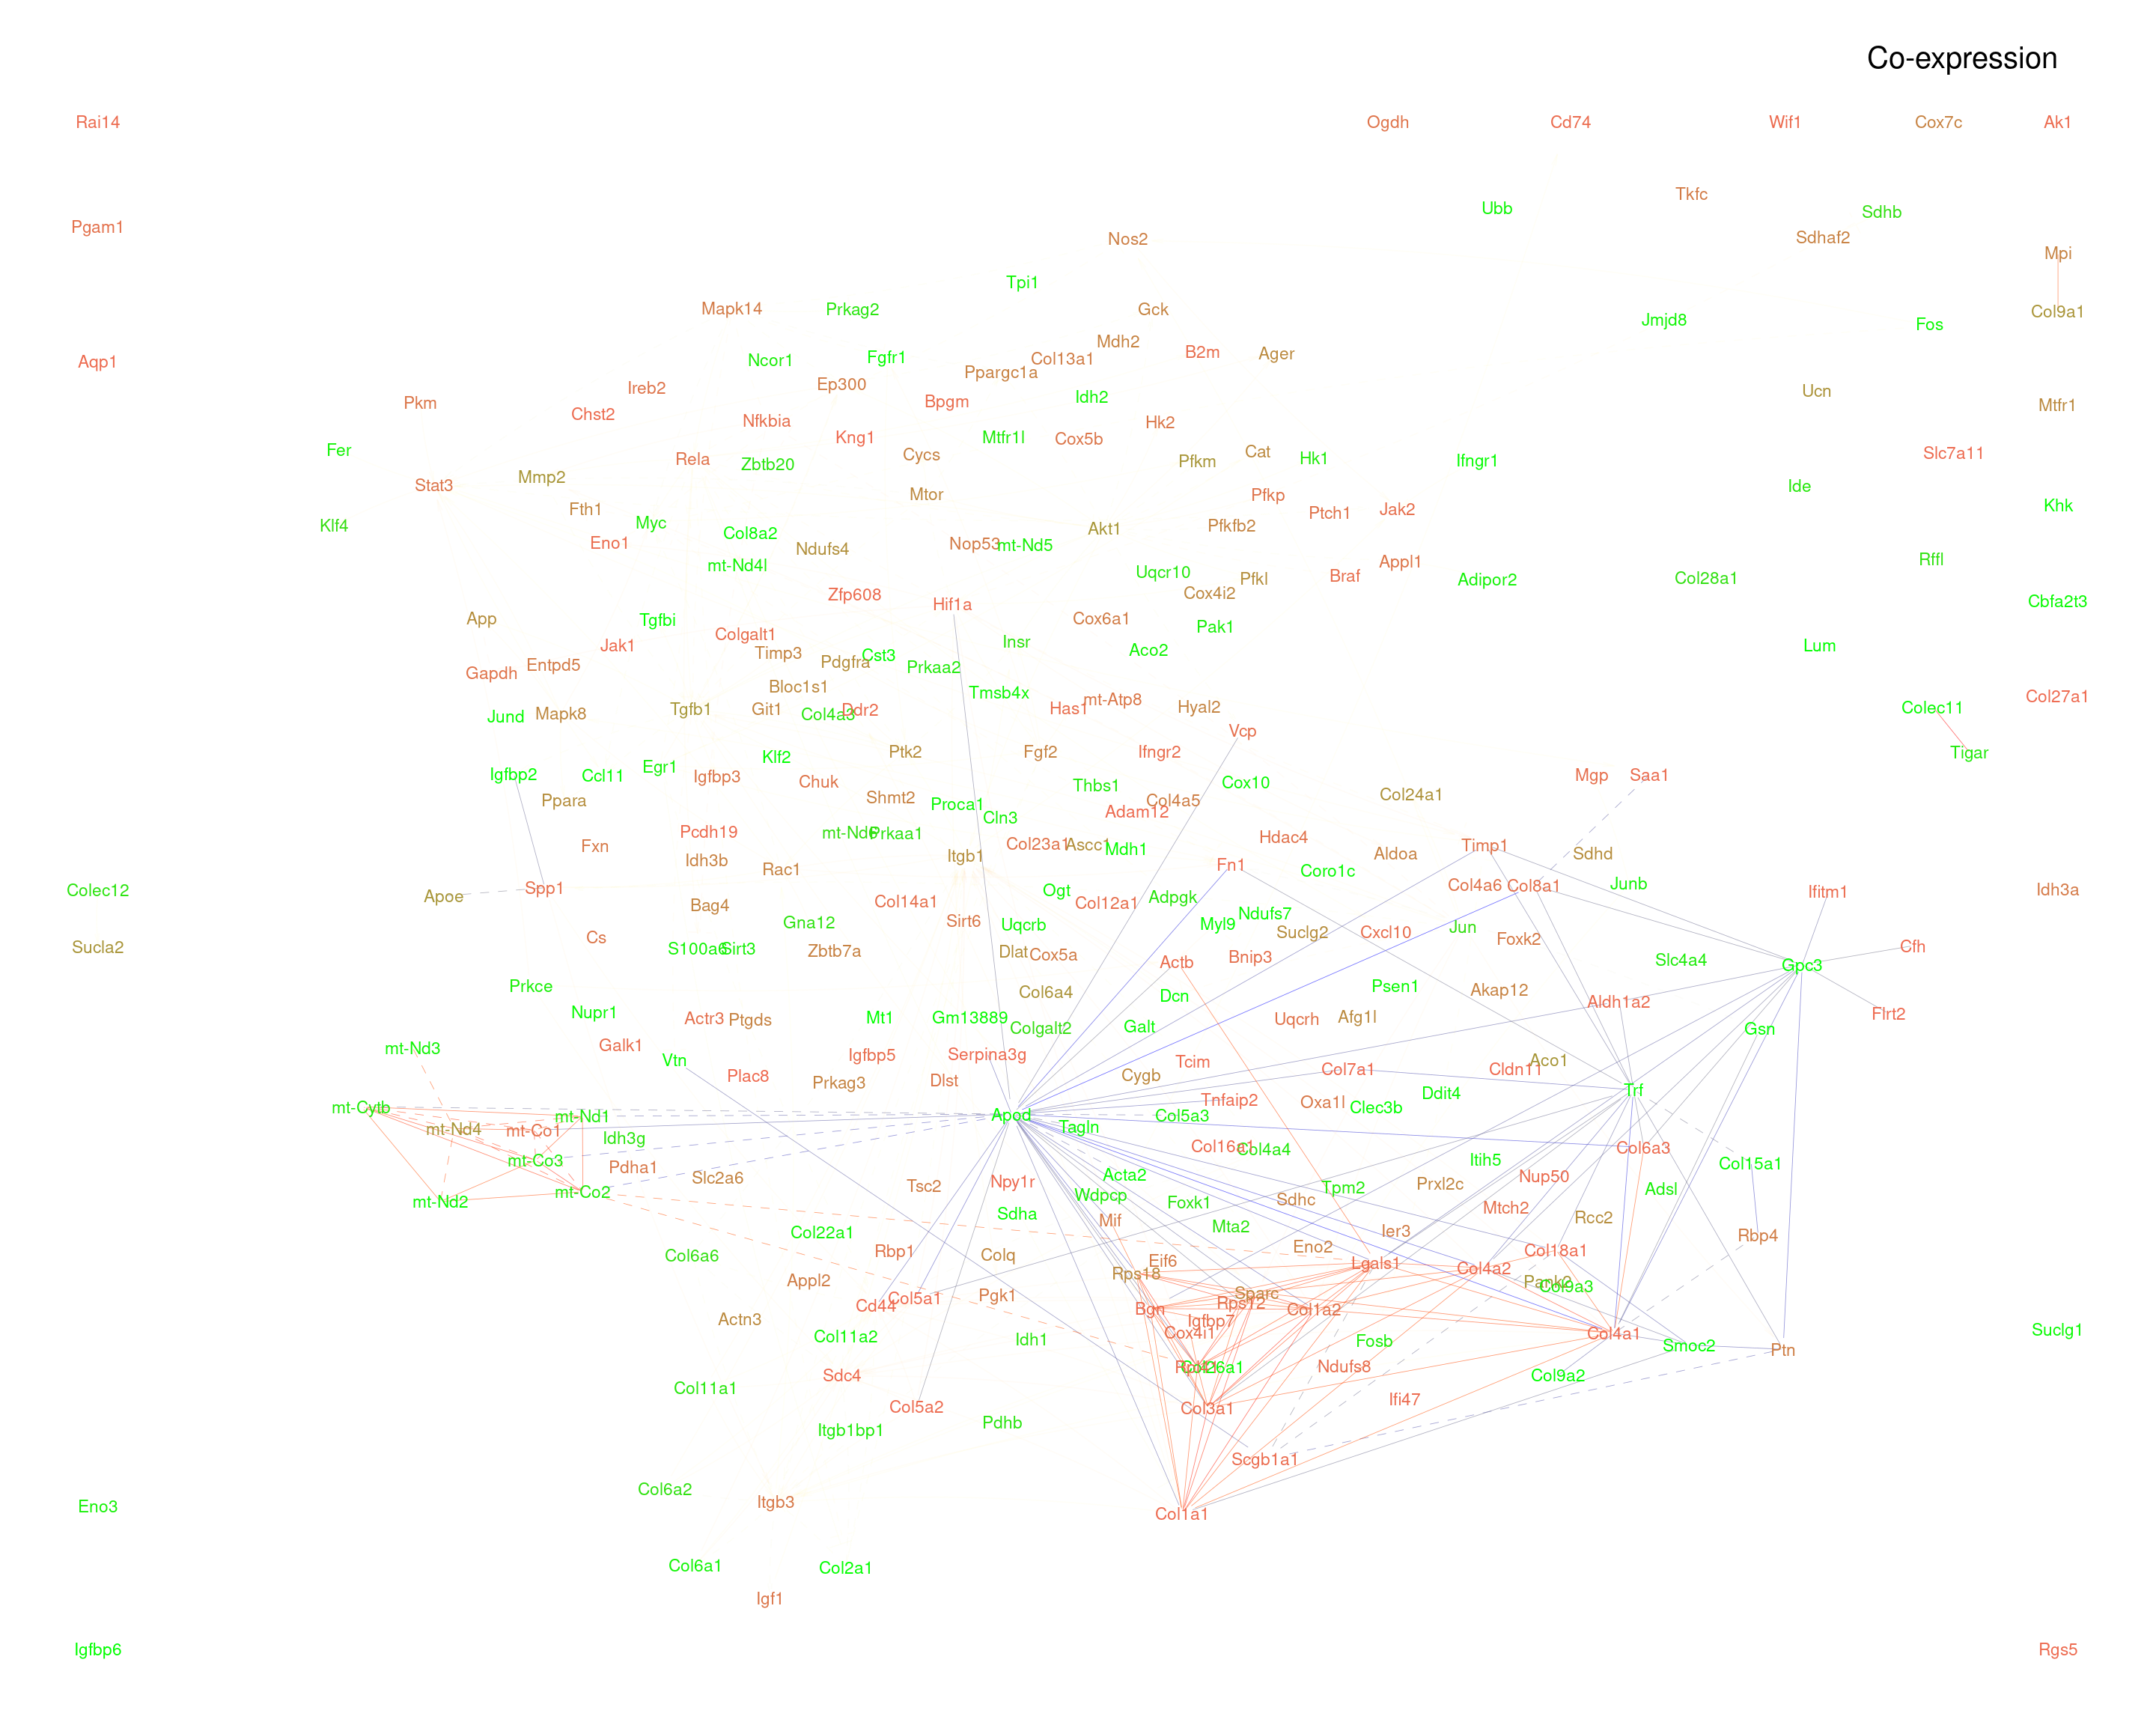 Co-expression
Rai14
Ogdh
Cd74
Wif1
Cox7c
Ak1
Tkfc
Ubb
Sdhb
Pgam1
Nos2
Sdhaf2
Mpi
Tpi1
Mapk14
Prkag2
Gck
Col9a1
Jmjd8
Fos
Mdh2
Ncor1
Fgfr1
Col13a1
B2m
Ager
Aqp1
Ppargc1a
Ireb2
Ep300
Idh2
Ucn
Pkm
Chst2
Bpgm
Mtfr1
Nfkbia
Hk2
Kng1
Mtfr1l
Cox5b
Fer
Rela
Zbtb20
Cycs
Pfkm
Cat
Hk1
Ifngr1
Slc7a11
Stat3
Mmp2
Mtor
Pfkp
Ide
Fth1
Ptch1
Jak2
Khk
Klf4
Myc
Col8a2
Akt1
Pfkfb2
Eno1
Ndufs4
Nop53
mt-Nd5
mt-Nd4l
Uqcr10
Pfkl
Braf
Appl1
Adipor2
Col28a1
Rffl
Zfp608
Hif1a
Cox4i2
Cbfa2t3
App
Tgfbi
Cox6a1
Pak1
Jak1
Colgalt1
Insr
Aco2
Lum
Gapdh
Entpd5
Timp3
Pdgfra
Cst3
Prkaa2
Bloc1s1
Tmsb4x
mt-Atp8
Col27a1
Jund
Mapk8
Tgfb1
Git1
Col4a3
Ddr2
Has1
Hyal2
Colec11
Vcp
Klf2
Ptk2
Fgf2
Ifngr2
Tigar
Igfbp2
Ccl11
Egr1
Igfbp3
Chuk
Thbs1
Cox10
Mgp
Saa1
Ppara
Shmt2
Proca1
Col4a5
Col24a1
Adam12
Cln3
Pcdh19
mt-Nd6
Prkaa1
Fxn
Col23a1
Ascc1
Mdh1
Hdac4
Timp1
Idh3b
Rac1
Itgb1
Fn1
Aldoa
Sdhd
Coro1c
Colec12
Apoe
Spp1
Ogt
Adpgk
Col4a6
Col8a1
Junb
Ifitm1
Idh3a
Bag4
Col14a1
Col12a1
Gna12
Sirt6
Uqcrb
Myl9
Ndufs7
Suclg2
Cxcl10
Jun
Foxk2
Sucla2
Cs
S100a6
Sirt3
Zbtb7a
Dlat
Cox5a
Actb
Bnip3
Slc4a4
Gpc3
Cfh
Prkce
Col6a4
Dcn
Psen1
Akap12
Aldh1a2
Nupr1
Actr3
Ptgds
Mt1
Gm13889
Colgalt2
Galt
Uqcrh
Afg1l
Gsn
Flrt2
mt-Nd3
Galk1
Vtn
Igfbp5
Serpina3g
Tcim
Col7a1
Cldn11
Aco1
Plac8
Prkag3
Dlst
Cygb
Ddit4
Trf
mt-Cytb
mt-Nd1
Apod
Col5a3
Tnfaip2
Oxa1l
Clec3b
mt-Nd4
mt-Co1
Idh3g
Tagln
Col16a1
Col4a4
Col6a3
mt-Co3
Pdha1
Slc2a6
Acta2
Itih5
Col15a1
mt-Nd2
mt-Co2
Tsc2
Npy1r
Wdpcp
Foxk1
Sdhc
Tpm2
Prxl2c
Nup50
Adsl
Sdha
Mif
Mta2
Mtch2
Rcc2
Col22a1
Ier3
Rbp4
Col6a6
Rbp1
Colq
Eif6
Eno2
Lgals1
Col18a1
Appl2
Rps18
Col4a2
Pank2
Col9a3
Cd44
Col5a1
Pgk1
Bgn
Sparc
Rps12
Col1a2
Actn3
Igfbp7
Col11a2
Idh1
Cox4i1
Fosb
Col4a1
Smoc2
Ptn
Suclg1
Sdc4
Col26a1
Ndufs8
Col9a2
Col11a1
Col5a2
Col3a1
Ifi47
Itgb1bp1
Pdhb
Scgb1a1
Col6a2
Itgb3
Eno3
Col1a1
Col6a1
Col2a1
Igf1
Igfbp6
Rgs5